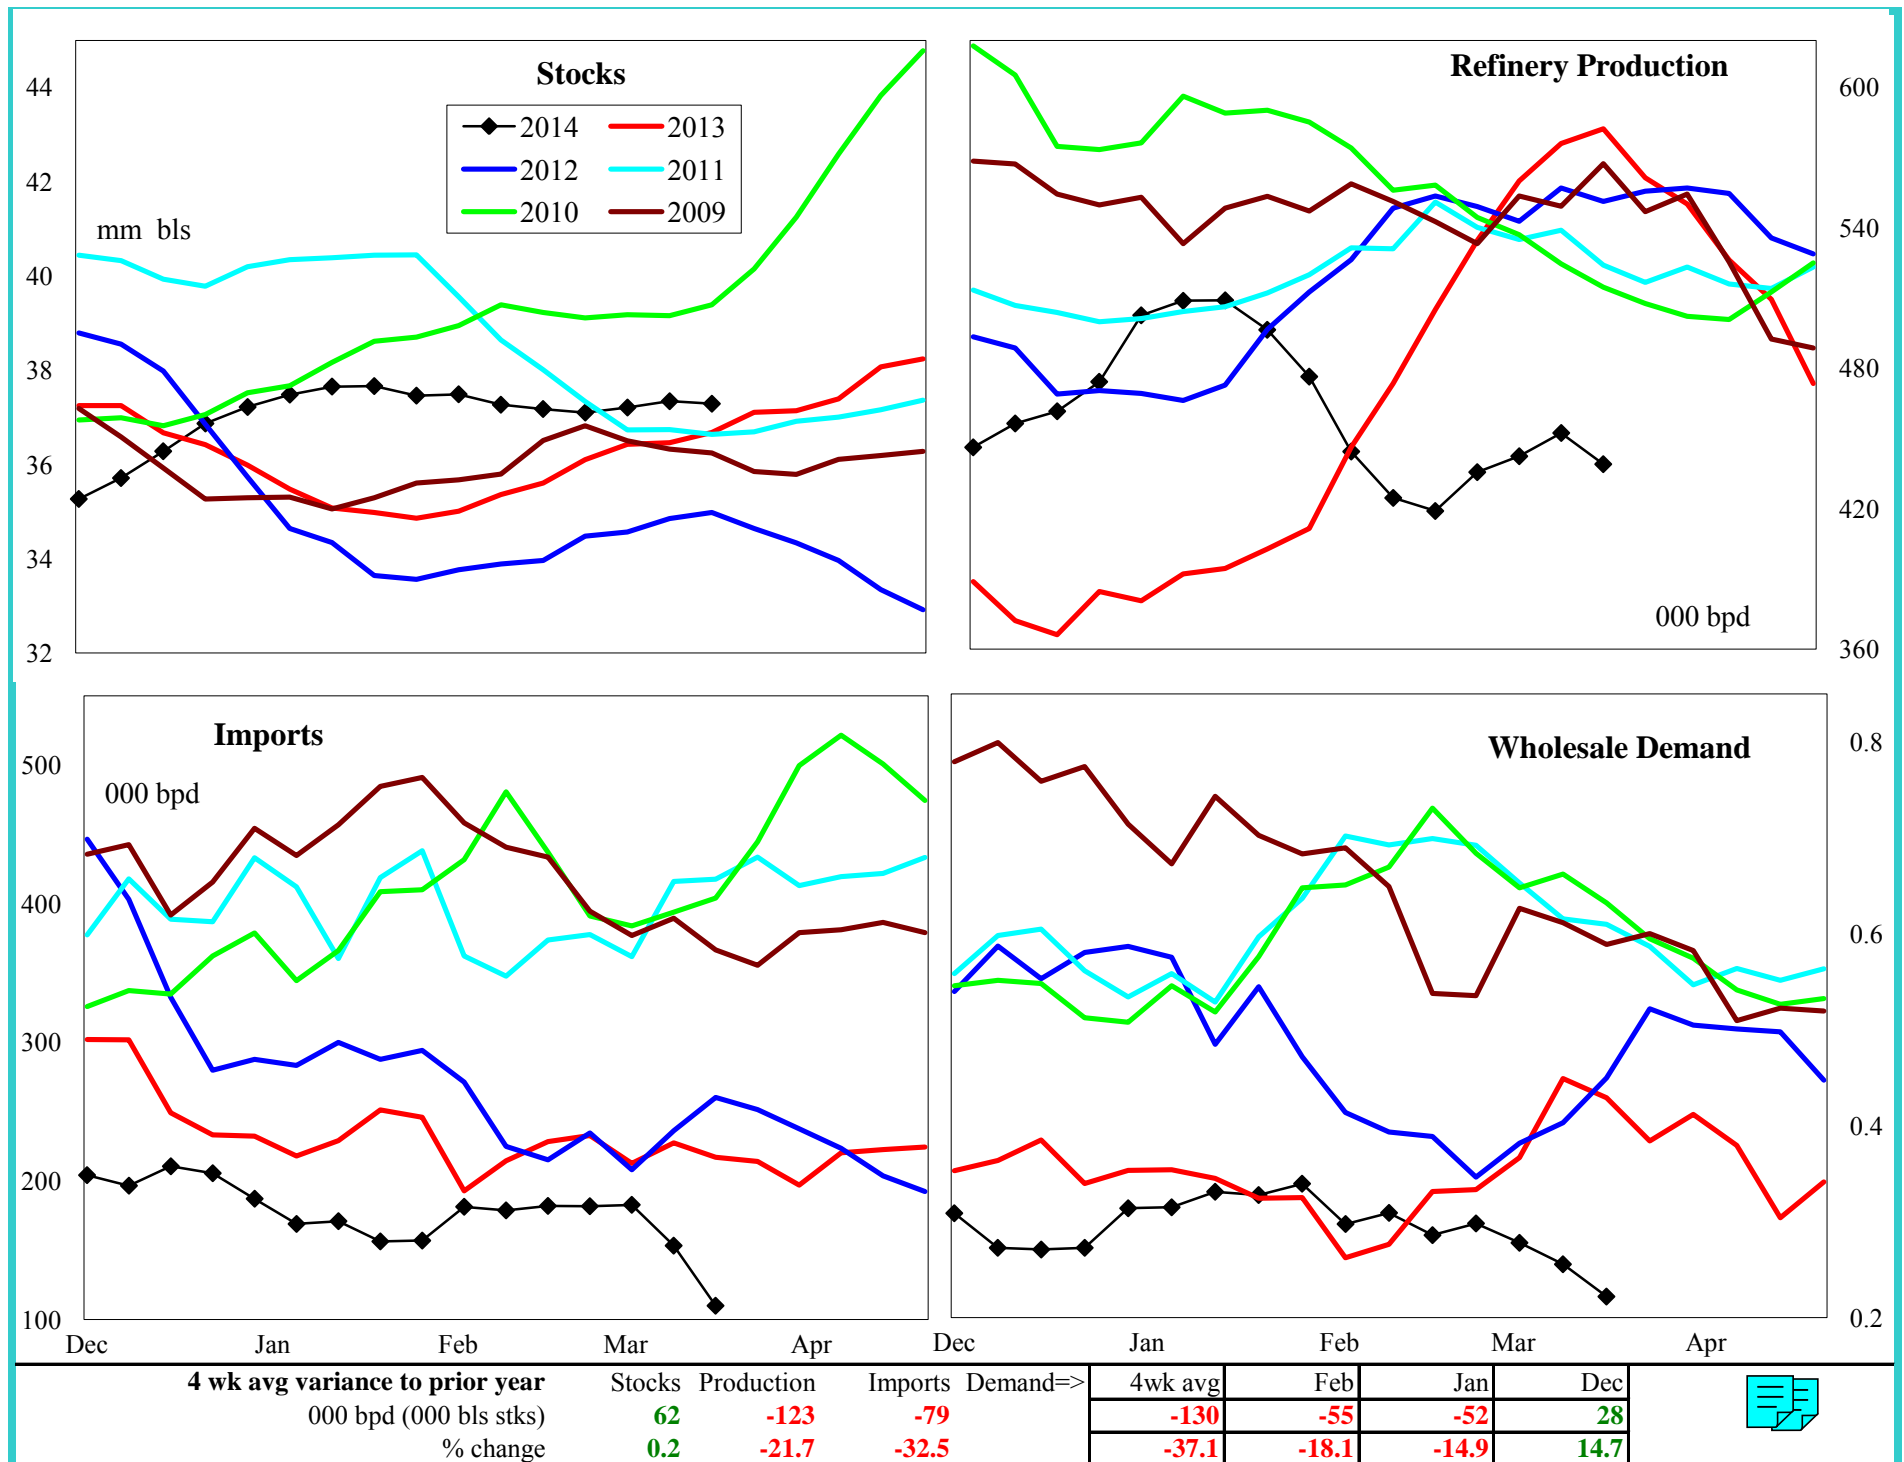 Stocks
44
42
40
38
36
34
32
mm bls
2014 2013
2012 2011
2010 2009
Refinery Production
600
540
480
420
360
000 bpd
Imports
500
400
300
200
100
000 bpd
Dec Jan Feb Mar Apr
Wholesale Demand
0.8
0.6
0.4
0.2
Dec Jan Feb Mar Apr
4 wk avg variance to prior year Stocks Production Imports Demand=> 4wk avg Feb Jan Dec
000 bpd (000 bls stks) 62 -123 -79 -130 -55 -52 28
% change 0.2 -21.7 -32.5 -37.1 -18.1 -14.9 14.7